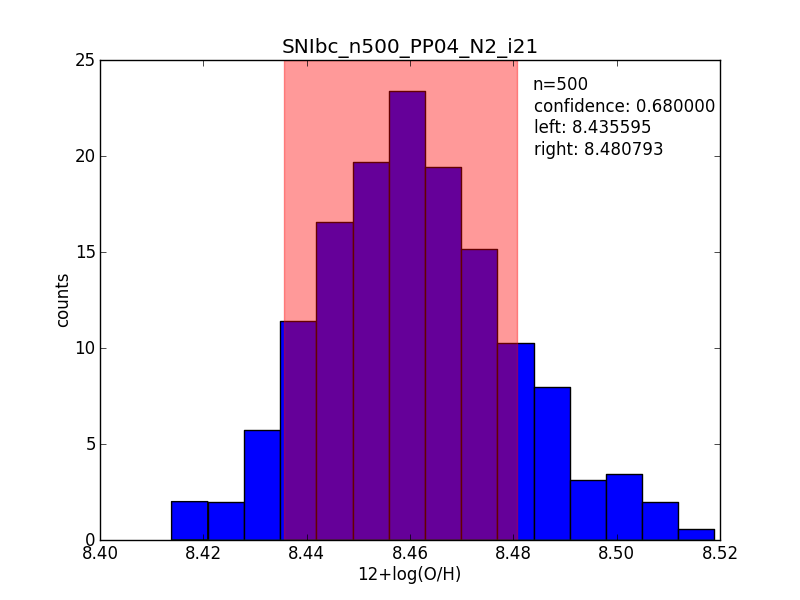 SNIbc_n500_PP04_N2_i21
25
20
15
10
5
0
counts
n=500
confidence: 0.680000
left: 8.435595
right: 8.480793
8.40 8.42 8.44 8.46 8.48 8.50 8.52
12+log(O/H)